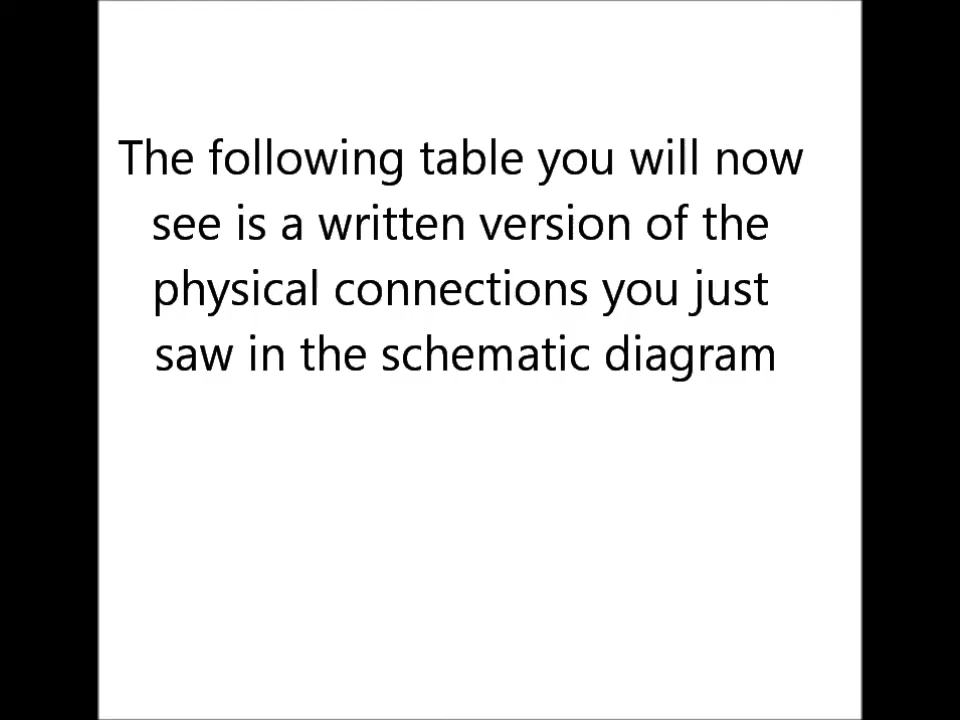 The following table you will now
see is a written version of the
physical connections you just
saw in the schematic diagram